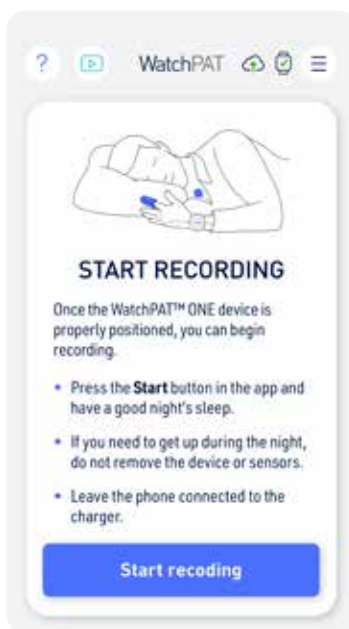 ?
WatchPAT
START RECORDING
Once the WatchPAT™ ONE device is
properly positioned, you can begin
recording.
• Press the Start button in the app and
have a good night's sleep.
• If you need to get up during the night,
do not remove the device or sensors.
• Leave the phone connected to the
charger.
Start recoding